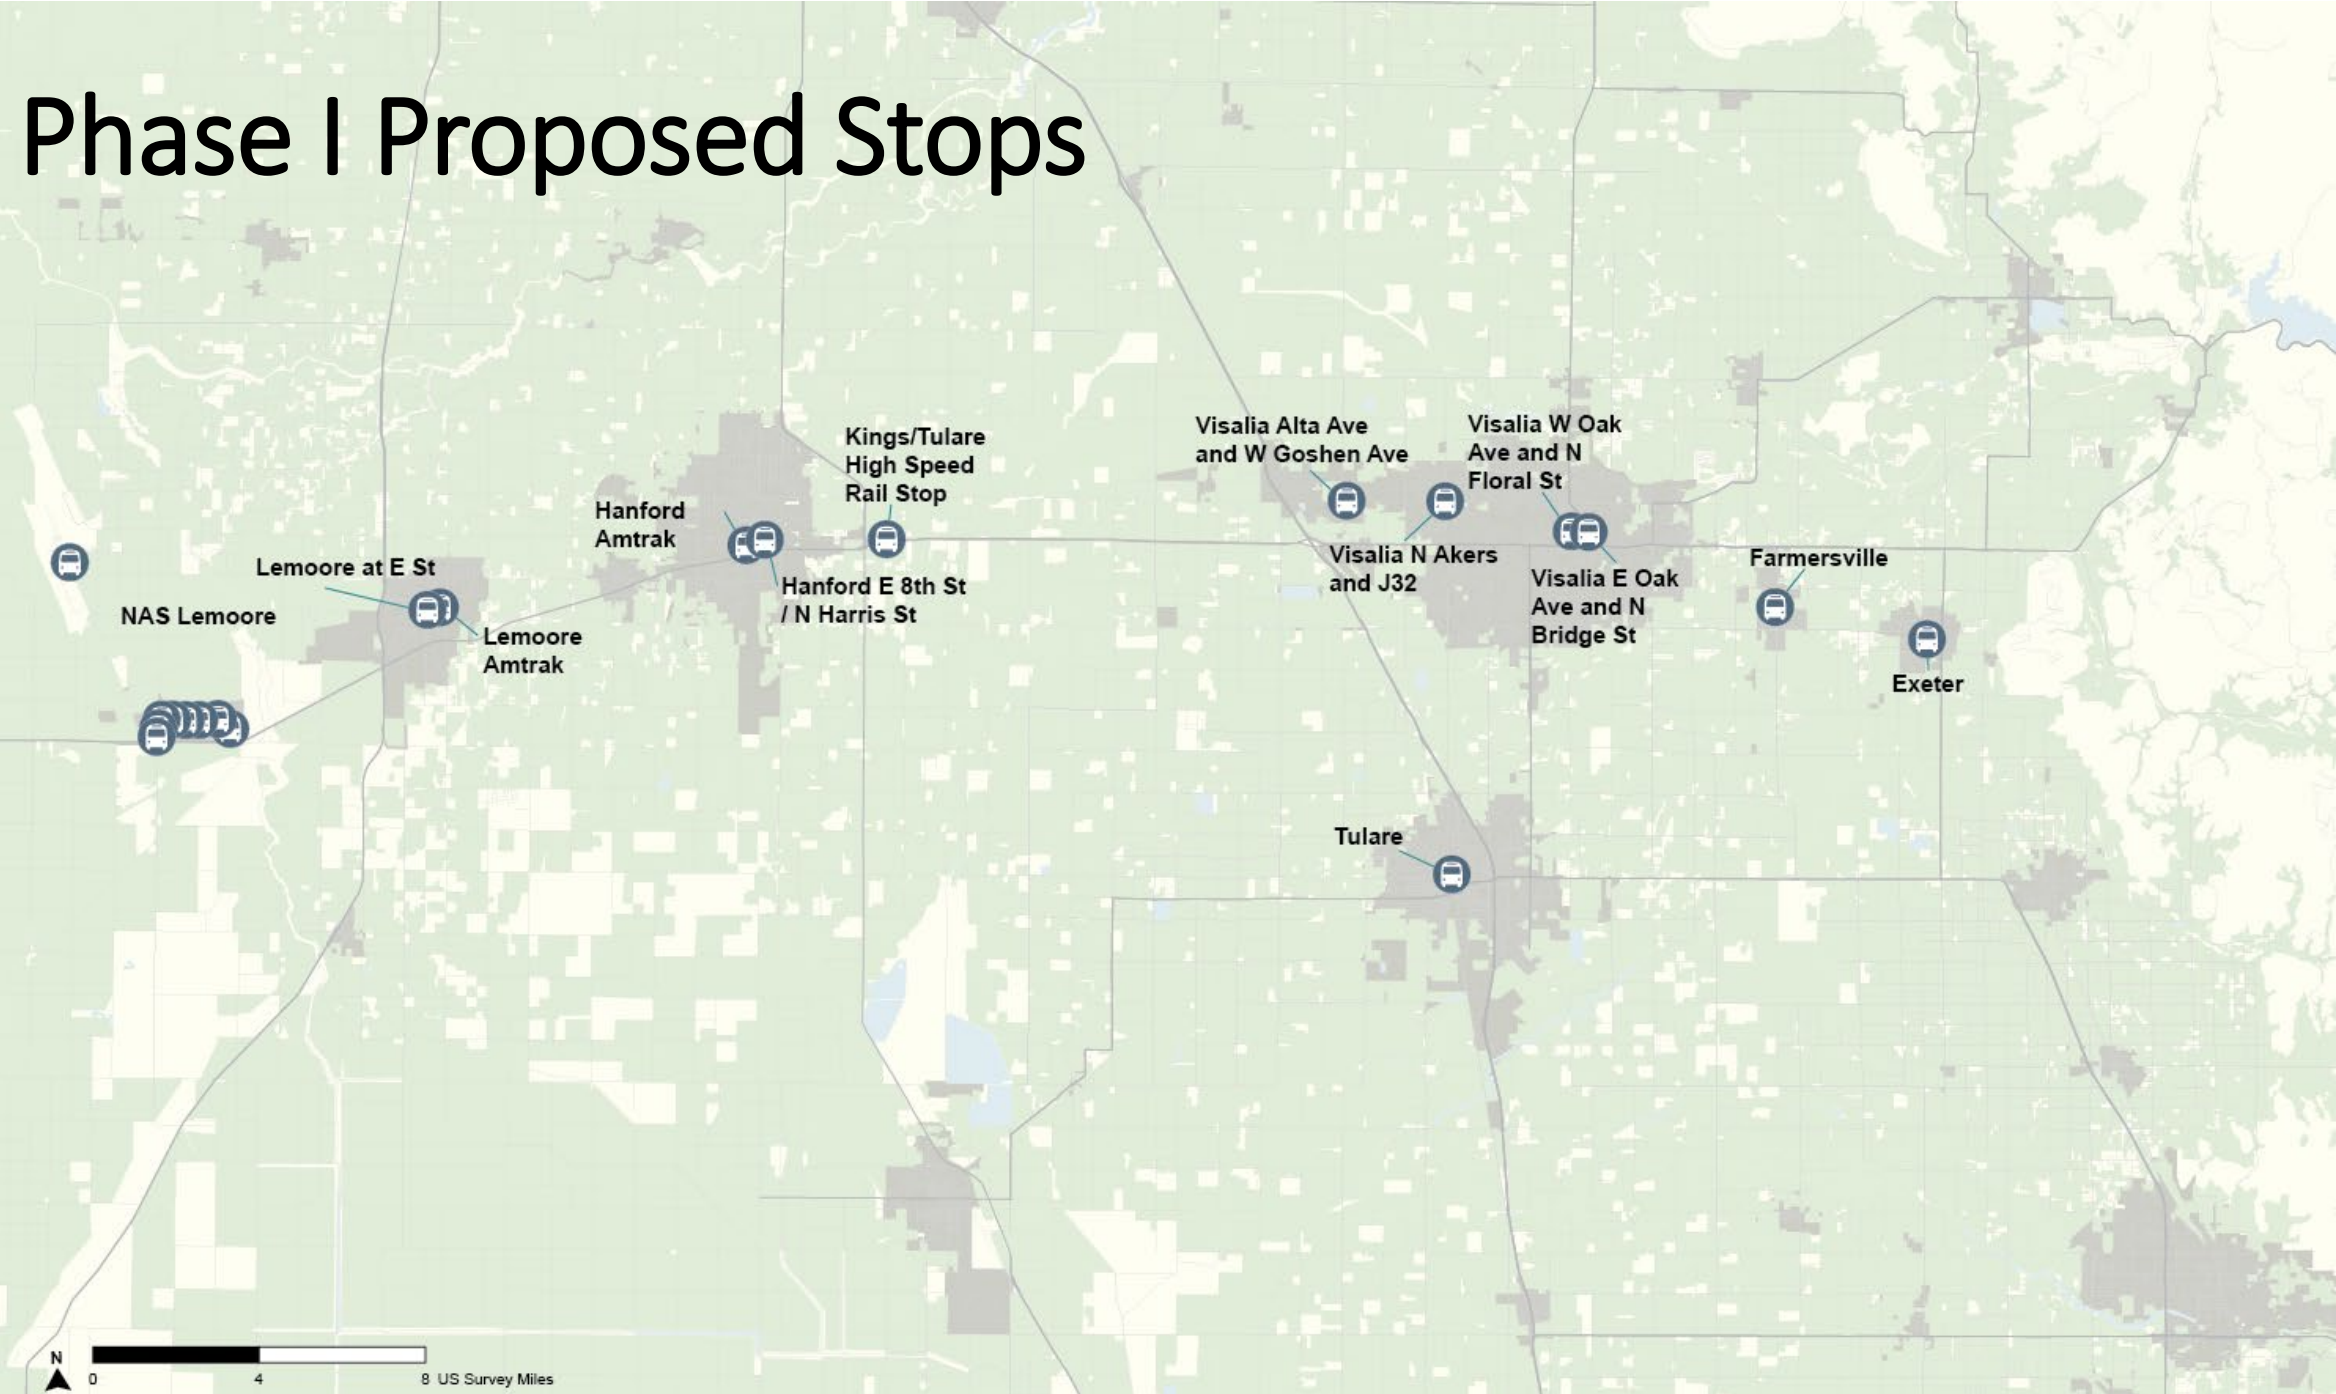 Phase I Proposed Stops
Visalia Alta Ave
and W Goshen Ave
Visalia W Oak
Ave and N
Floral St
Kings/Tulare
High Speed
Rail Stop
Hanford
Amtrak
Lemoore at E St
NAS Lemoore
Lemoore
Amtrak
Hanford E 8th St
/ N Harris St
Visalia N Akers
and J32
Visalia E Oak
Ave and N
Bridge St
Farmersville
Exeter
Tulare
N
0 4 8 US Survey Miles